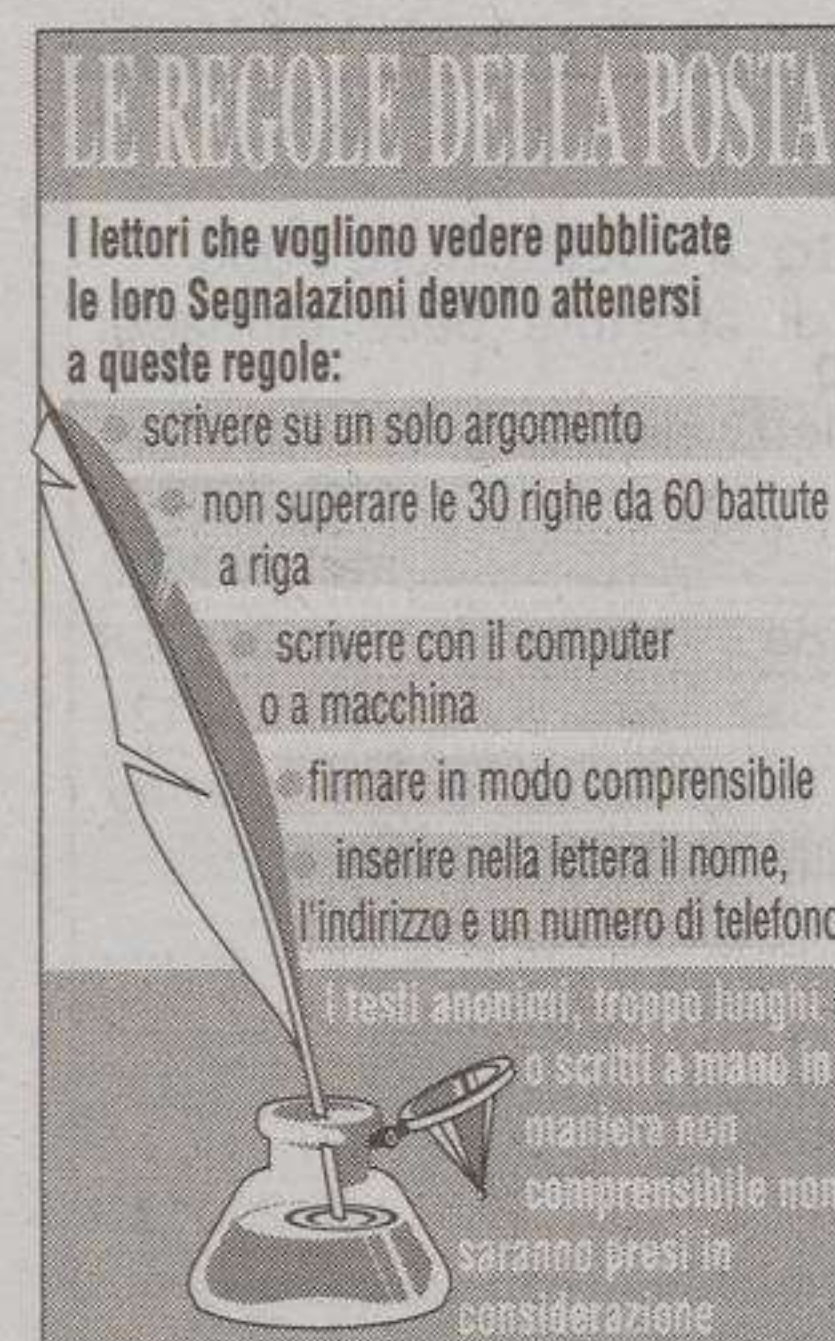 LE REGOLE DELLA POSTA
I lettori che vogliono vedere pubblicate
le loro Segnalazioni devono attenersi
a queste regole:
scrivere su un solo argomento
non superare le 30 righe da 60 battute
a riga
scrivere con il computer
o a macchina
firmare in modo comprensibile
inserire nella lettera il nome,
l'indirizzo e un numero di telefono
I testi anonimi, troppo lunghi
o scritti a mano in
maniera non
comprensibile non
saranno presi in
considerazione